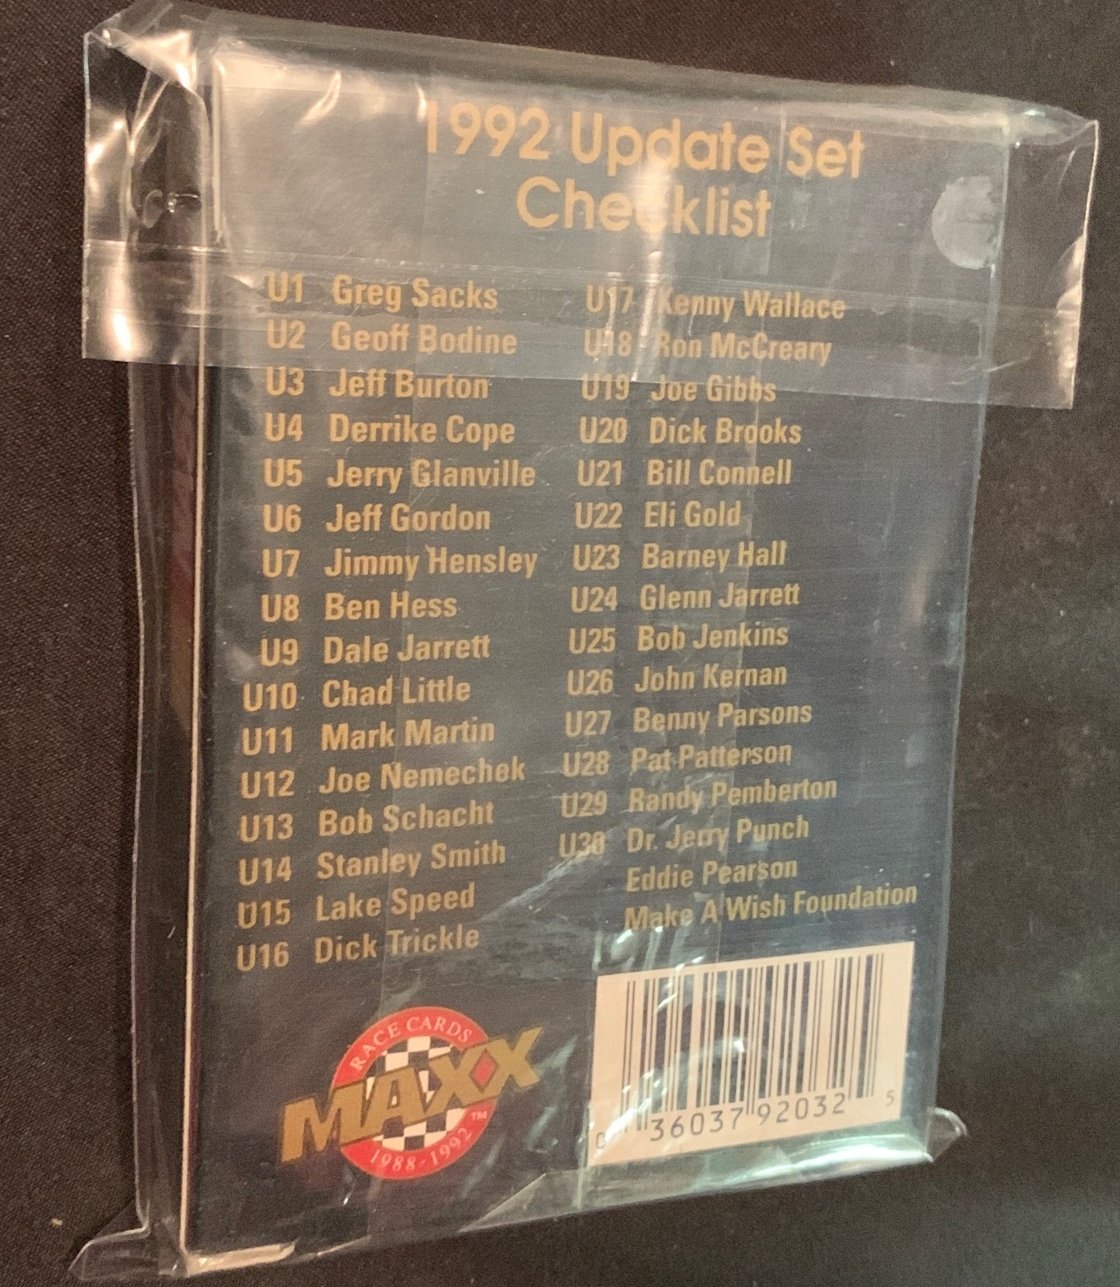 1992 Update Set
Checklist
U1 Greg Sacks
U2 Geoff Bodine
U3 Jeff Burton
U4 Derrike Cope
U5 Jerry Glanville
U6 Jeff Gordon
U7 Jimmy Hensley
U8 Ben Hess
U9 Dale Jarrett
U10 Chad Little
U11 Mark Martin
U12 Joe Nemechek
U13 Bob Schacht
U14 Stanley Smith
U15 Lake Speed
U16 Dick Trickle
U17 Kenny Wallace
U18 Ron McCreary
U19 Joe Gibbs
U20 Dick Brooks
U21 Bill Connell
U22 Eli Gold
U23 Barney Hall
U24 Glenn Jarrett
U25 Bob Jenkins
U26 John Kernan
U27 Benny Parsons
U28 Pat Patterson
U29 Randy Pemberton
U30 Dr. Jerry Punch
Eddie Pearson
Make A Wish Foundation
RACE CARDS
MAXX
TM
1988-1992
0 36037 92032 5